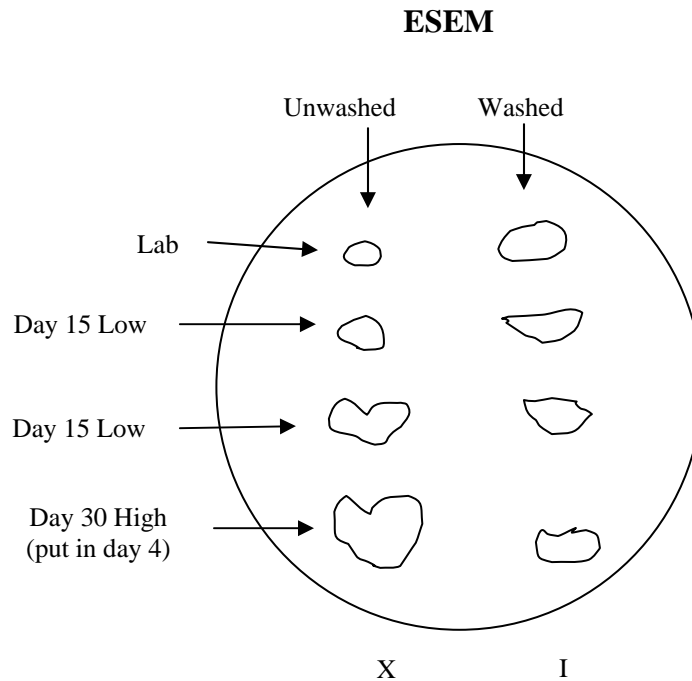 ESEM
Unwashed Washed
Lab
Day 15 Low
Day 15 Low
Day 30 High
(put in day 4)
X I